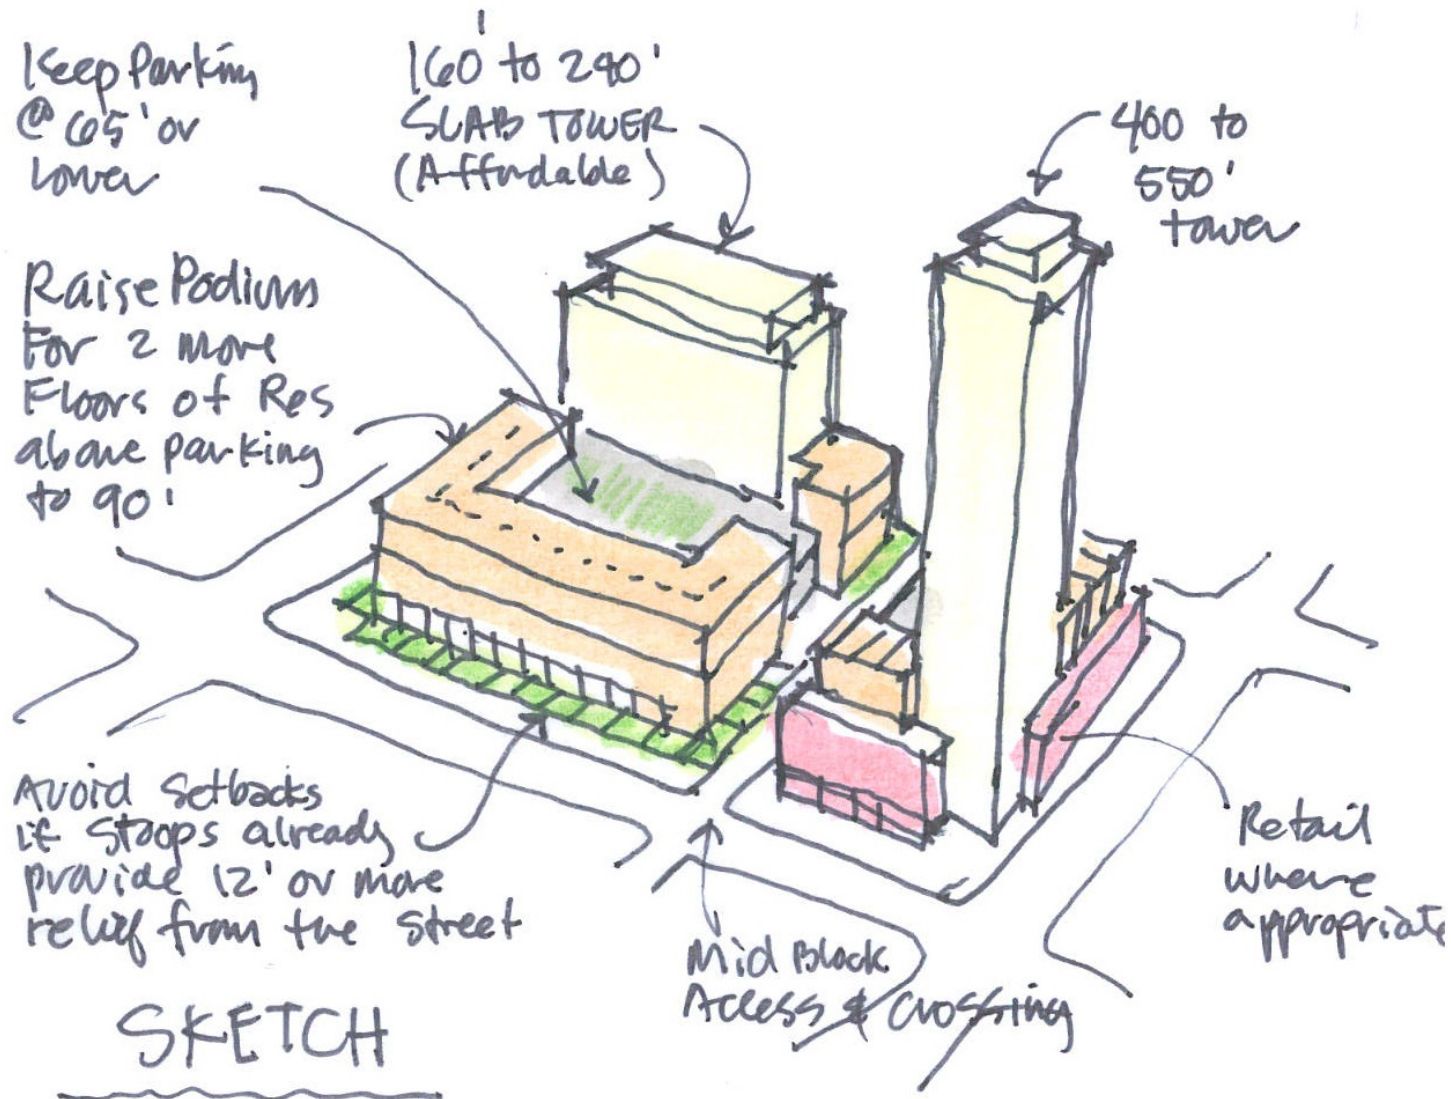 Keep Parking
@ 65' or
Lower
160' to 240'
SLAB TOWER
(Affordable)
400 to
550'
tower
Raise Podium
For 2 more
Floors of Res
above parking
to 90'
Avoid Setbacks
if Stoops already
provide 12' or more
relief from the Street
Mid Block
Access & Crossing
Retail
where
appropriate
SKETCH